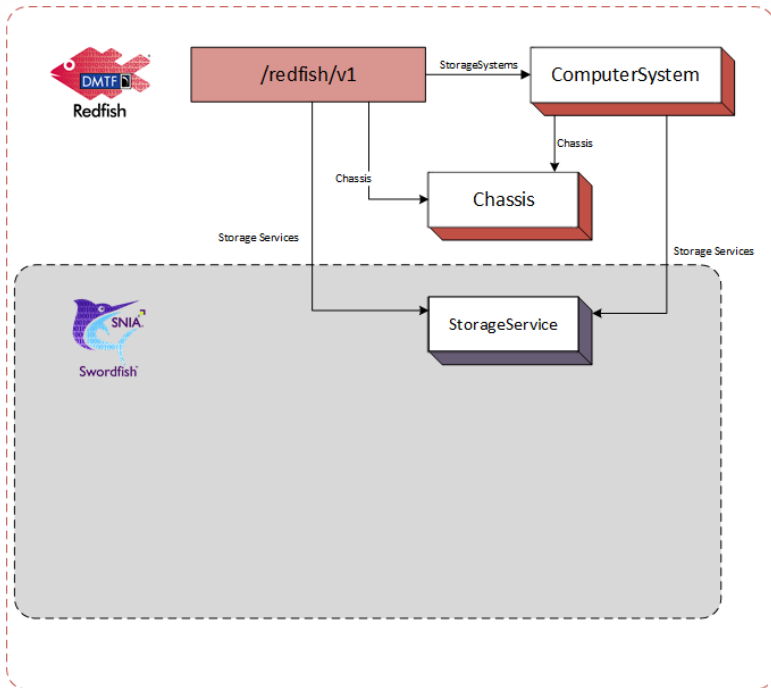 /redfish/v1
StorageSystems
ComputerSystem
DMTF
Redfish
Chassis
Chassis
Chassis
Storage Services
Storage Services
SNIA
StorageService
Swordfish